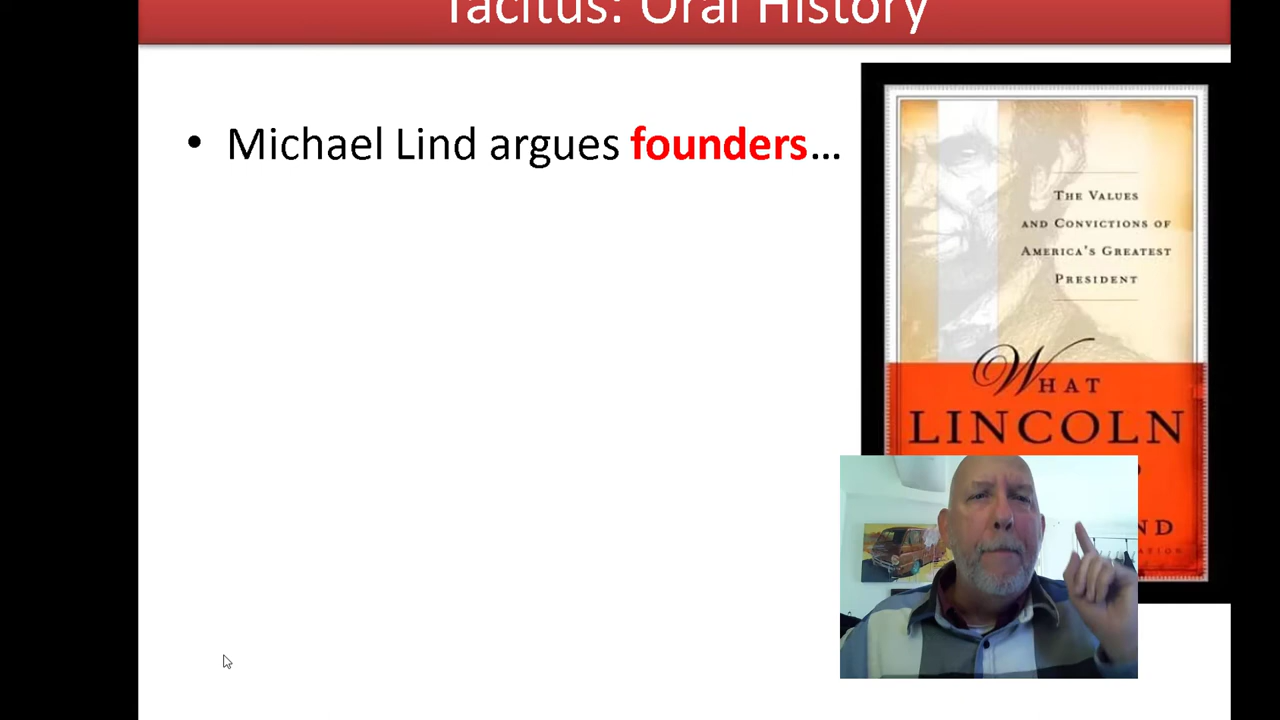 Tacitus: Oral History
• Michael Lind argues founders...
THE VALUES
AND CONVICTIONS OF
AMERICA'S GREATEST
PRESIDENT
WHAT
LINCOLN